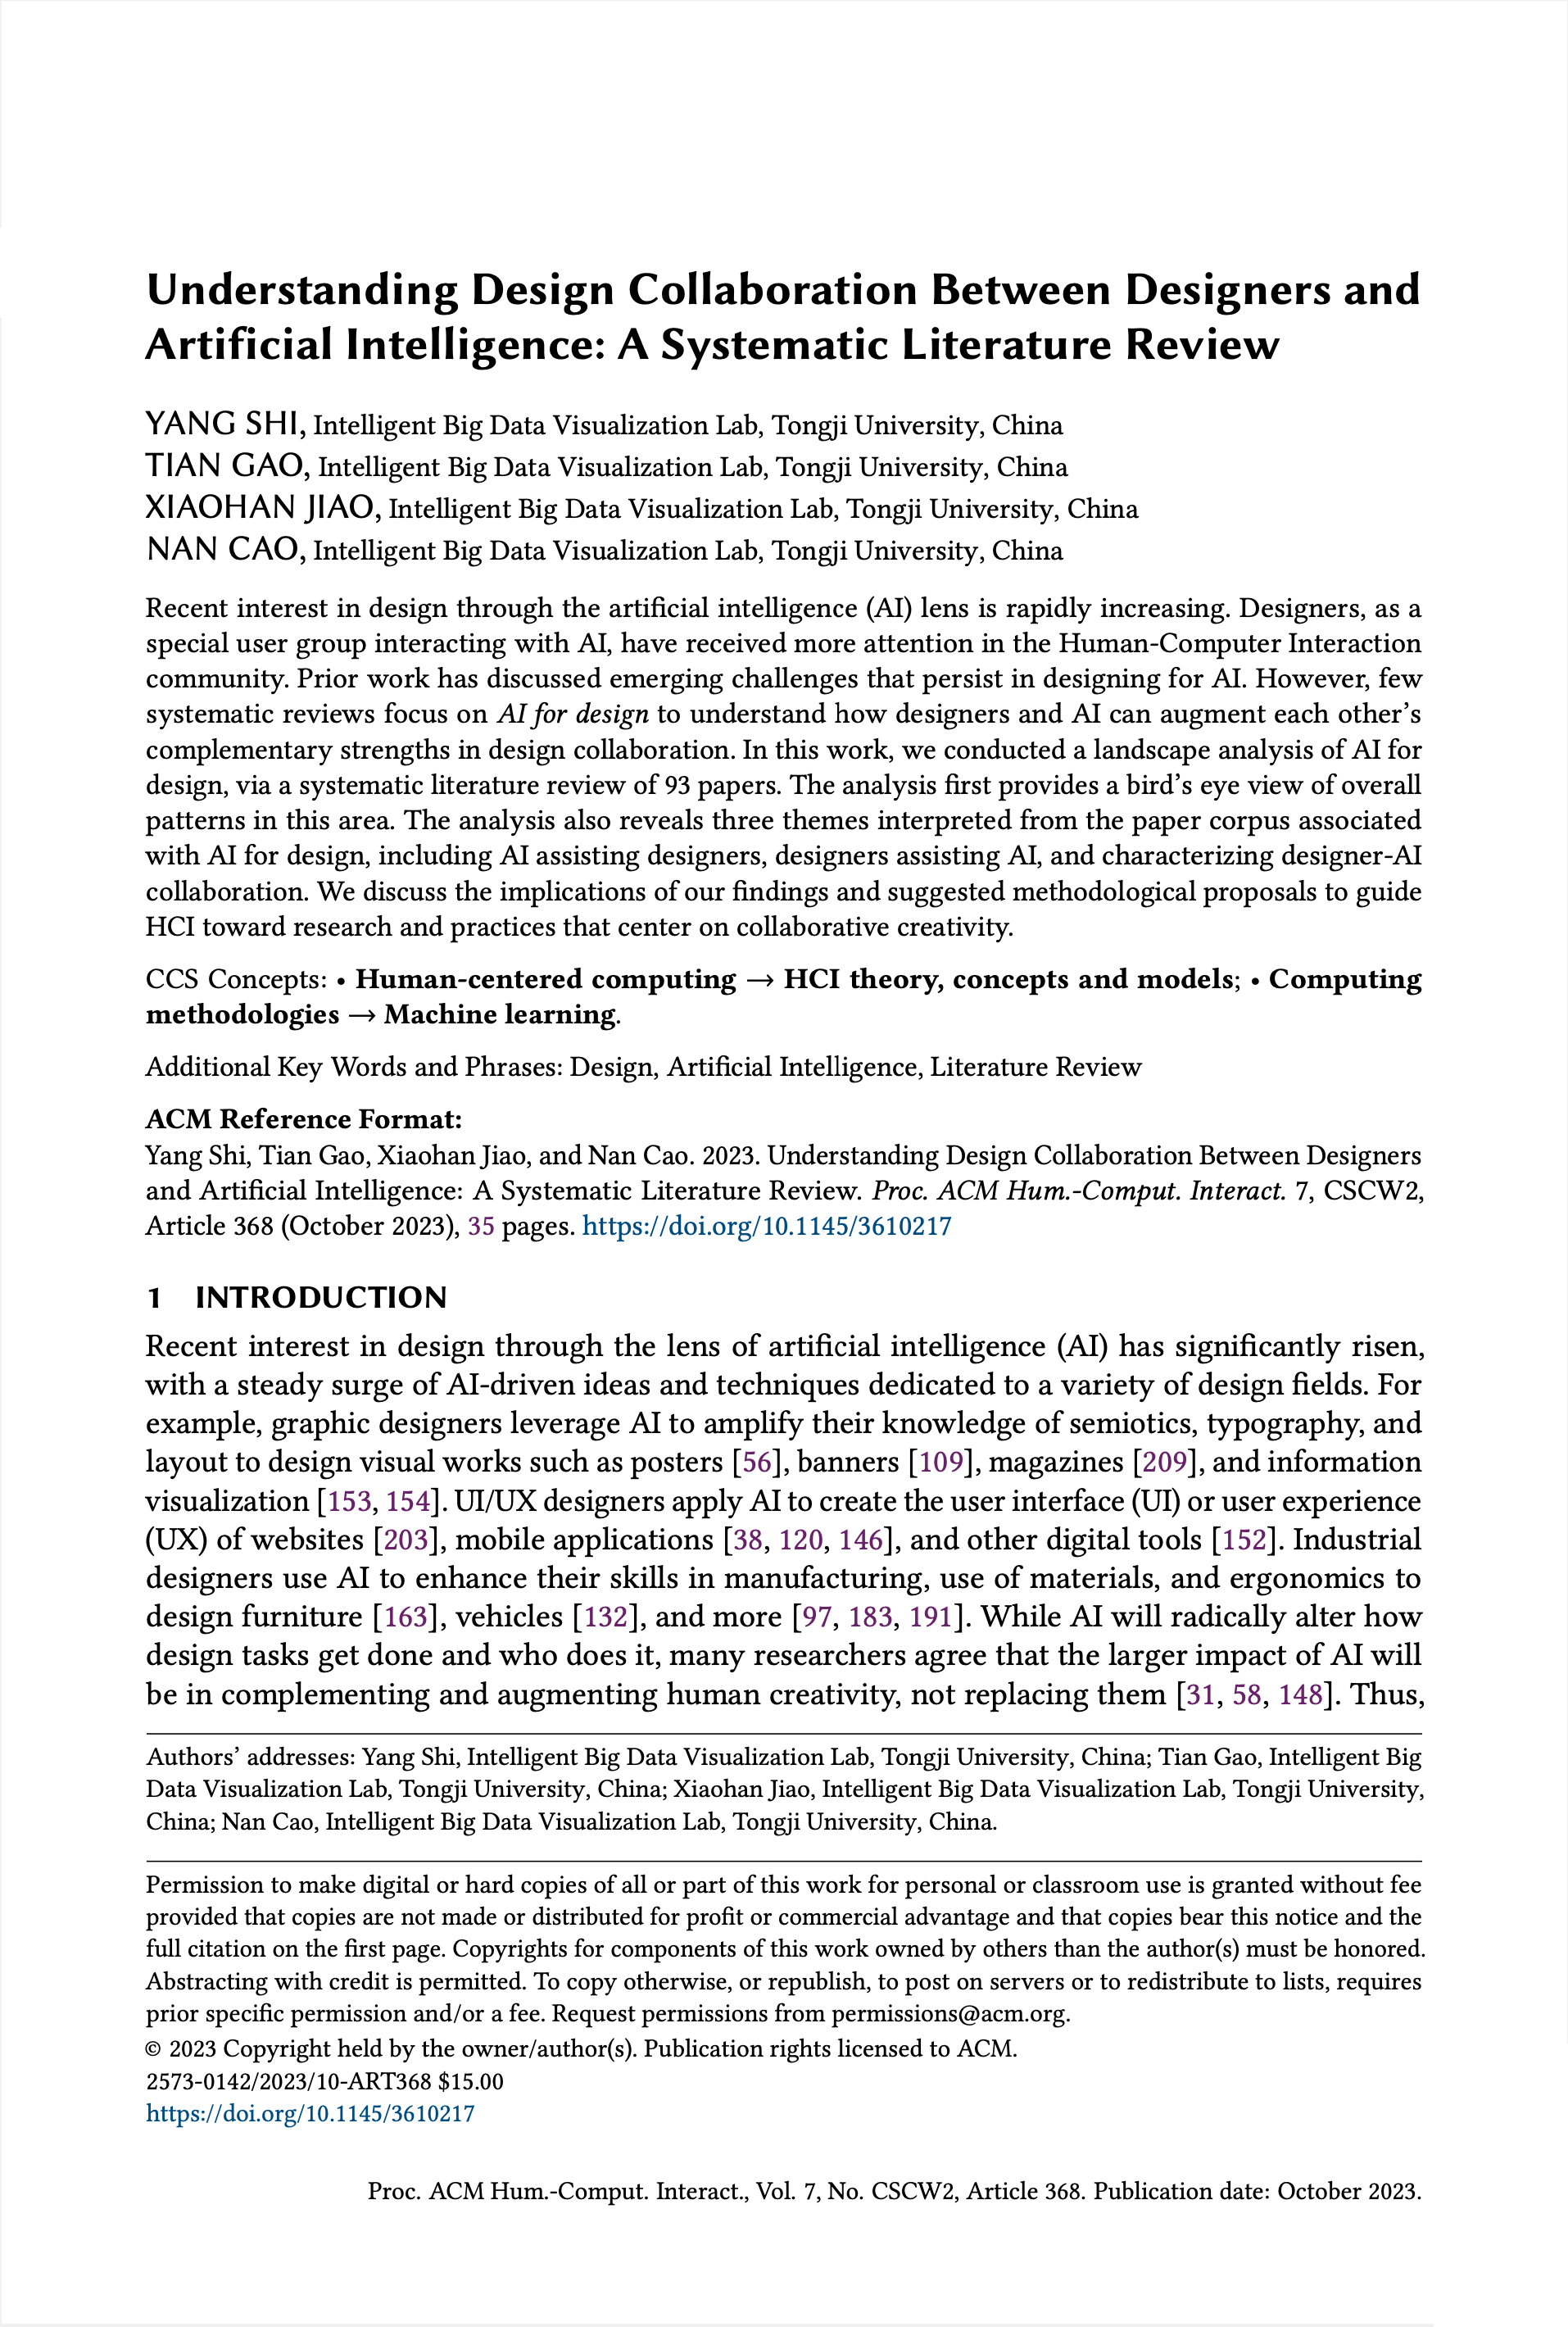 Understanding Design Collaboration Between Designers and
Artificial Intelligence: A Systematic Literature Review
YANG SHI, Intelligent Big Data Visualization Lab, Tongji University, China
TIAN GAO, Intelligent Big Data Visualization Lab, Tongji University, China
XIAOHAN JIAO, Intelligent Big Data Visualization Lab, Tongji University, China
NAN CAO, Intelligent Big Data Visualization Lab, Tongji University, China
Recent interest in design through the artificial intelligence (AI) lens is rapidly increasing. Designers, as a
special user group interacting with AI, have received more attention in the Human-Computer Interaction
community. Prior work has discussed emerging challenges that persist in designing for AI. However, few
systematic reviews focus on AI for design to understand how designers and AI can augment each other's
complementary strengths in design collaboration. In this work, we conducted a landscape analysis of AI for
design, via a systematic literature review of 93 papers. The analysis first provides a bird's eye view of overall
patterns in this area. The analysis also reveals three themes interpreted from the paper corpus associated
with AI for design, including AI assisting designers, designers assisting AI, and characterizing designer-AI
collaboration. We discuss the implications of our findings and suggested methodological proposals to guide
HCI toward research and practices that center on collaborative creativity.
CCS Concepts: • Human-centered computing → HCI theory, concepts and models; • Computing
methodologies → Machine learning.
Additional Key Words and Phrases: Design, Artificial Intelligence, Literature Review
ACM Reference Format:
Yang Shi, Tian Gao, Xiaohan Jiao, and Nan Cao. 2023. Understanding Design Collaboration Between Designers
and Artificial Intelligence: A Systematic Literature Review. Proc. ACM Hum.-Comput. Interact. 7, CSCW2,
Article 368 (October 2023), 35 pages. https://doi.org/10.1145/3610217
1 INTRODUCTION
Recent interest in design through the lens of artificial intelligence (AI) has significantly risen,
with a steady surge of AI-driven ideas and techniques dedicated to a variety of design fields. For
example, graphic designers leverage AI to amplify their knowledge of semiotics, typography, and
layout to design visual works such as posters [56], banners [109], magazines [209], and information
visualization [153, 154]. UI/UX designers apply AI to create the user interface (UI) or user experience
(UX) of websites [203], mobile applications [38, 120, 146], and other digital tools [152]. Industrial
designers use AI to enhance their skills in manufacturing, use of materials, and ergonomics to
design furniture [163], vehicles [132], and more [97, 183, 191]. While AI will radically alter how
design tasks get done and who does it, many researchers agree that the larger impact of AI will
be in complementing and augmenting human creativity, not replacing them [31, 58, 148]. Thus,
Authors' addresses: Yang Shi, Intelligent Big Data Visualization Lab, Tongji University, China; Tian Gao, Intelligent Big
Data Visualization Lab, Tongji University, China; Xiaohan Jiao, Intelligent Big Data Visualization Lab, Tongji University,
China; Nan Cao, Intelligent Big Data Visualization Lab, Tongji University, China.
Permission to make digital or hard copies of all or part of this work for personal or classroom use is granted without fee
provided that copies are not made or distributed for profit or commercial advantage and that copies bear this notice and the
full citation on the first page. Copyrights for components of this work owned by others than the author(s) must be honored.
Abstracting with credit is permitted. To copy otherwise, or republish, to post on servers or to redistribute to lists, requires
prior specific permission and/or a fee. Request permissions from permissions@acm.org.
© 2023 Copyright held by the owner/author(s). Publication rights licensed to ACM.
2573-0142/2023/10-ART368 $15.00
https://doi.org/10.1145/3610217
Proc. ACM Hum.-Comput. Interact., Vol. 7, No. CSCW2, Article 368. Publication date: October 2023.